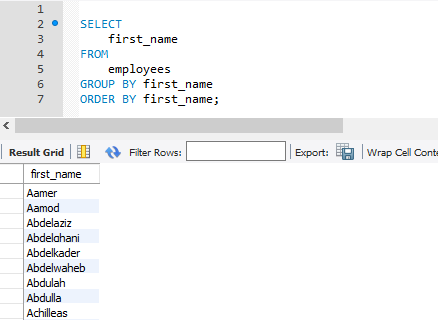 1
2 SELECT
3 first_name
4 FROM
5 employees
6 GROUP BY first_name
7 ORDER BY first_name;
Result Grid Filter Rows: Export: Wrap Cell Conte
first_name
Aamer
Aamod
Abdelaziz
Abdelghani
Abdelkader
Abdelwaheb
Abdulah
Abdulla
Achilleas